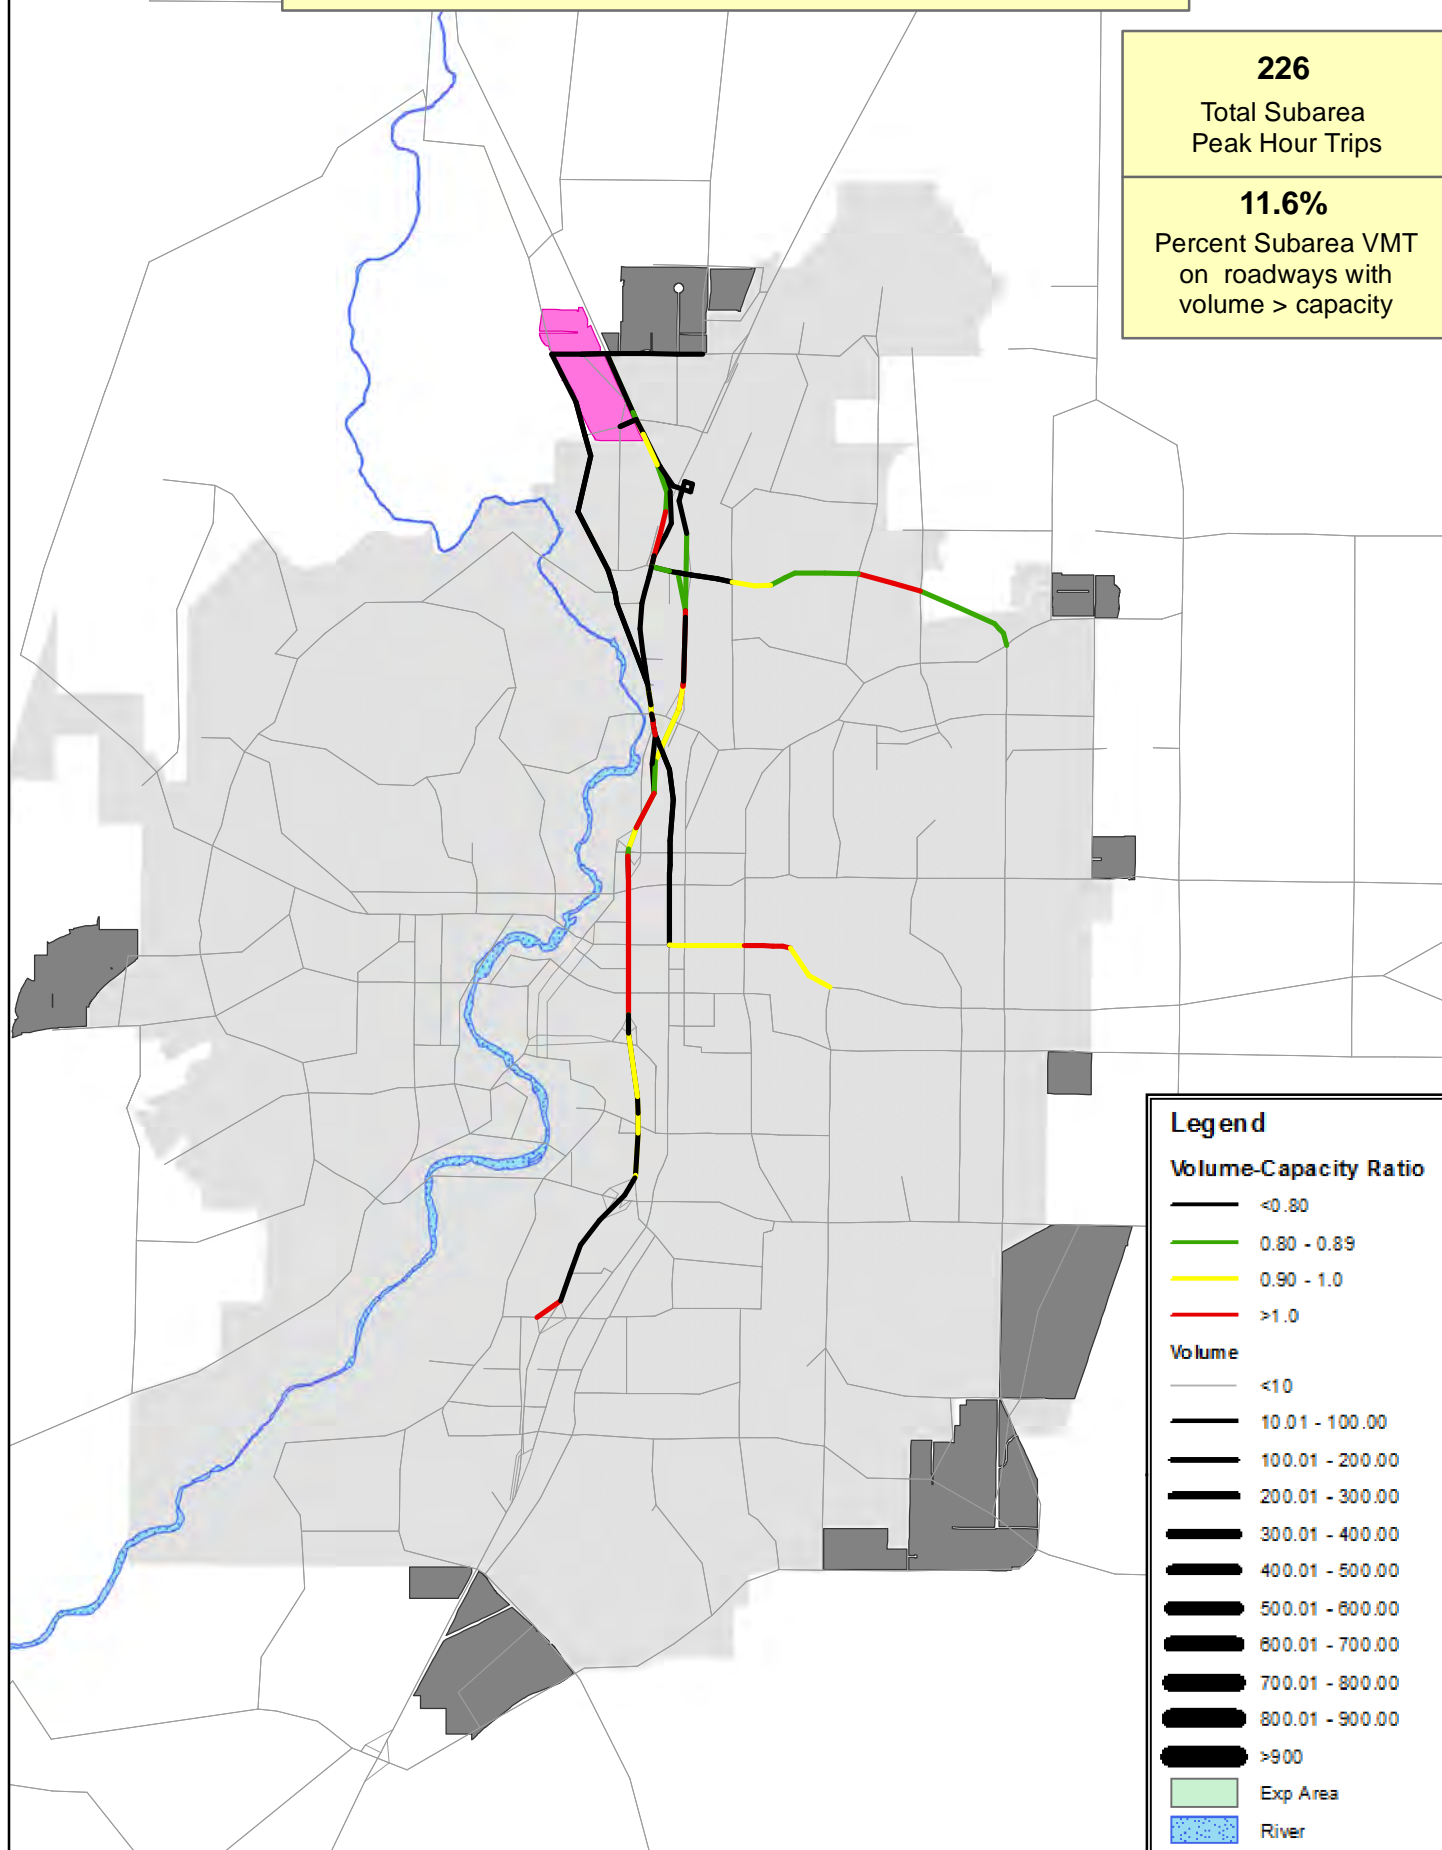 226
Total Subarea
Peak Hour Trips
11.6%
Percent Subarea VMT
on roadways with
volume > capacity
Legend
Volume-Capacity Ratio
<0.80
0.80 - 0.89
0.90 - 1.0
>1.0
Volume
<10
10.01 - 100.00
100.01 - 200.00
200.01 - 300.00
300.01 - 400.00
400.01 - 500.00
500.01 - 600.00
600.01 - 700.00
700.01 - 800.00
800.01 - 900.00
>900
Exp Area
River